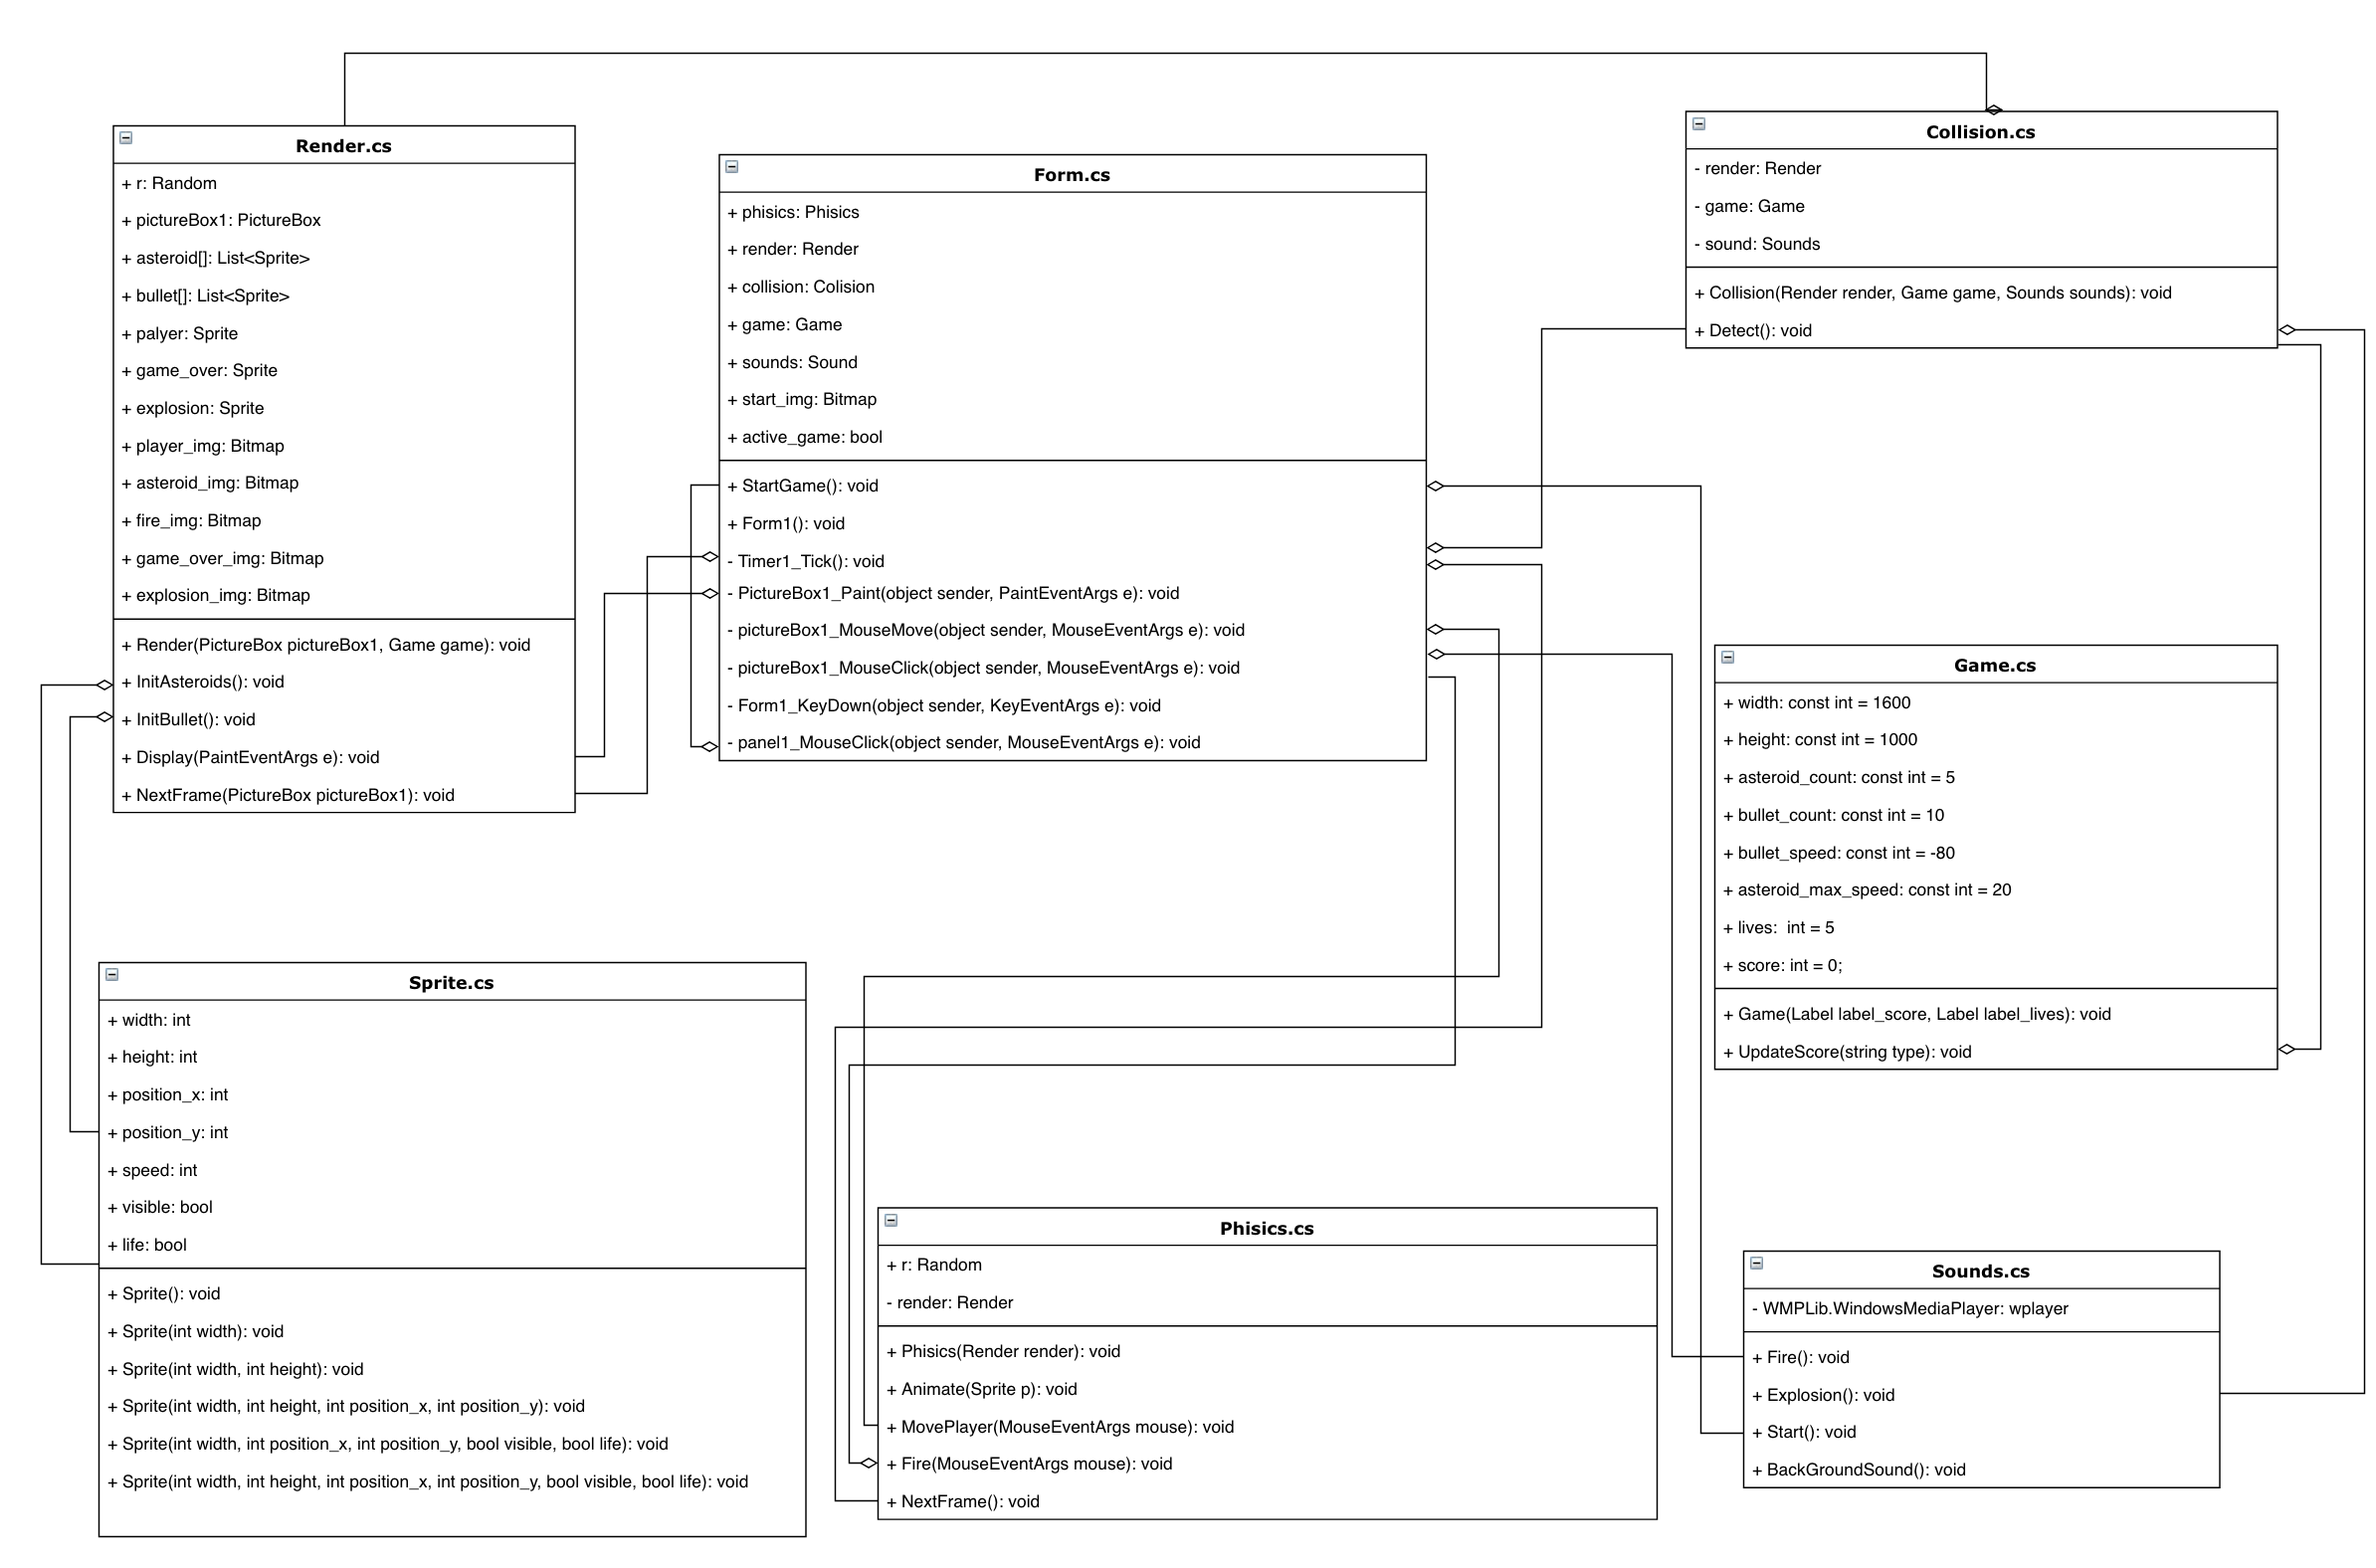 Render.cs
+ r: Random
+ pictureBox1: PictureBox
+ asteroid[]: List<Sprite>
+ bullet[]: List<Sprite>
+ palyer: Sprite
+ game_over: Sprite
+ explosion: Sprite
+ player_img: Bitmap
+ asteroid_img: Bitmap
+ fire_img: Bitmap
+ game_over_img: Bitmap
+ explosion_img: Bitmap
+ Render(PictureBox pictureBox1, Game game): void
+ InitAsteroids(): void
+ InitBullet(): void
+ Display(PaintEventArgs e): void
+ NextFrame(PictureBox pictureBox1): void
Form.cs
+ phisics: Phisics
+ render: Render
+ collision: Colision
+ game: Game
+ sounds: Sound
+ start_img: Bitmap
+ active_game: bool
+ StartGame(): void
+ Form1(): void
- Timer1_Tick(): void
- PictureBox1_Paint(object sender, PaintEventArgs e): void
- pictureBox1_MouseMove(object sender, MouseEventArgs e): void
- pictureBox1_MouseClick(object sender, MouseEventArgs e): void
- Form1_KeyDown(object sender, KeyEventArgs e): void
- panel1_MouseClick(object sender, MouseEventArgs e): void
Collision.cs
- render: Render
- game: Game
- sound: Sounds
+ Collision(Render render, Game game, Sounds sounds): void
+ Detect(): void
Game.cs
+ width: const int = 1600
+ height: const int = 1000
+ asteroid_count: const int = 5
+ bullet_count: const int = 10
+ bullet_speed: const int = -80
+ asteroid_max_speed: const int = 20
+ lives:  int = 5
+ score: int = 0;
+ Game(Label label_score, Label label_lives): void
+ UpdateScore(string type): void
Sprite.cs
+ width: int
+ height: int
+ position_x: int
+ position_y: int
+ speed: int
+ visible: bool
+ life: bool
+ Sprite(): void
+ Sprite(int width): void
+ Sprite(int width, int height): void
+ Sprite(int width, int height, int position_x, int position_y): void
+ Sprite(int width, int position_x, int position_y, bool visible, bool life): void
+ Sprite(int width, int height, int position_x, int position_y, bool visible, bool life): void
Phisics.cs
+ r: Random
- render: Render
+ Phisics(Render render): void
+ Animate(Sprite p): void
+ MovePlayer(MouseEventArgs mouse): void
+ Fire(MouseEventArgs mouse): void
+ NextFrame(): void
Sounds.cs
- WMPLib.WindowsMediaPlayer: wplayer
+ Fire(): void
+ Explosion(): void
+ Start(): void
+ BackGroundSound(): void